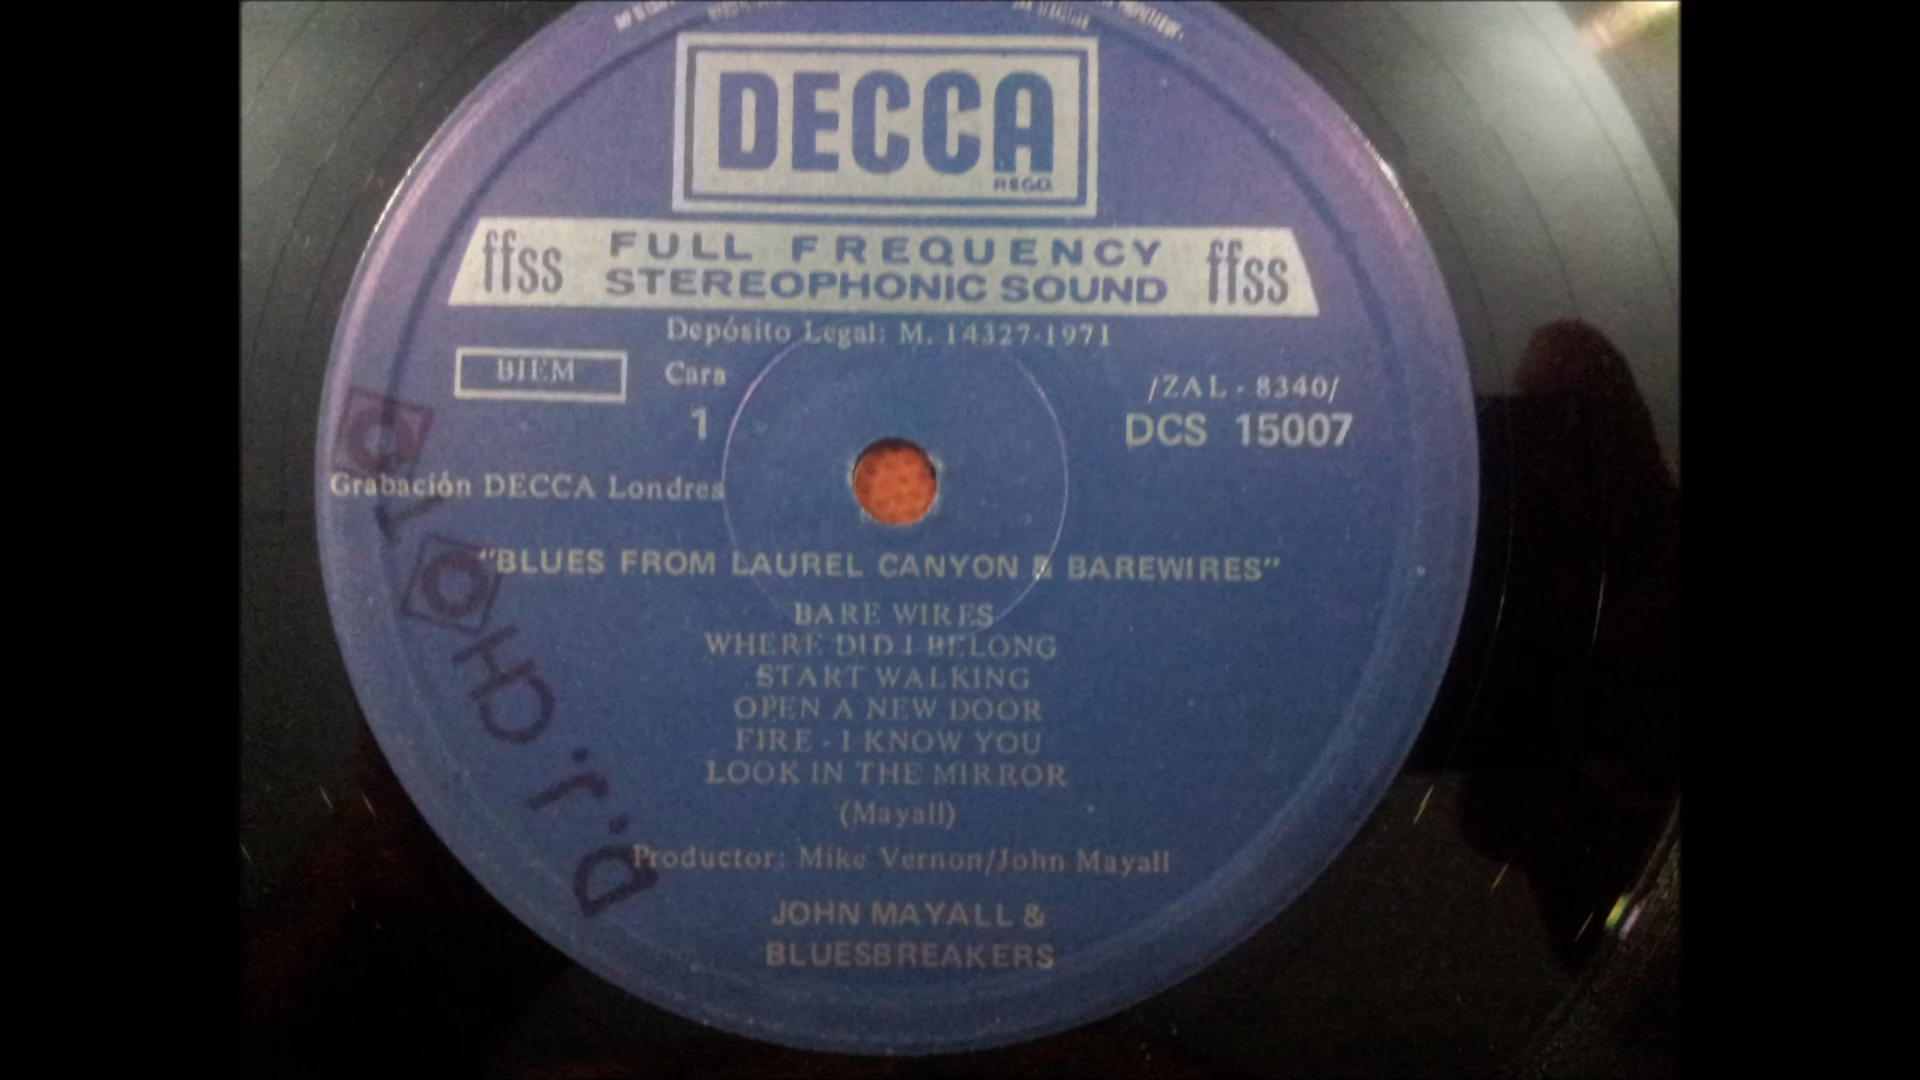 SAN SEBASTIAN
DECCA
REGD.
ffss FULL FREQUENCY ffss
STEREOPHONIC SOUND
Depósito Legal: M. 14327-1971
BIEM Cara /ZAL - 8340/
1 DCS 15007
Grabación DECCA Londres
"BLUES FROM LAUREL CANYON & BAREWIRES"
BARE WIRES
WHERE DID I BELONG
START WALKING
OPEN A NEW DOOR
FIRE - I KNOW YOU
LOOK IN THE MIRROR
(Mayall)
Productor: Mike Vernon/John Mayall
JOHN MAYALL &
BLUESBREAKERS